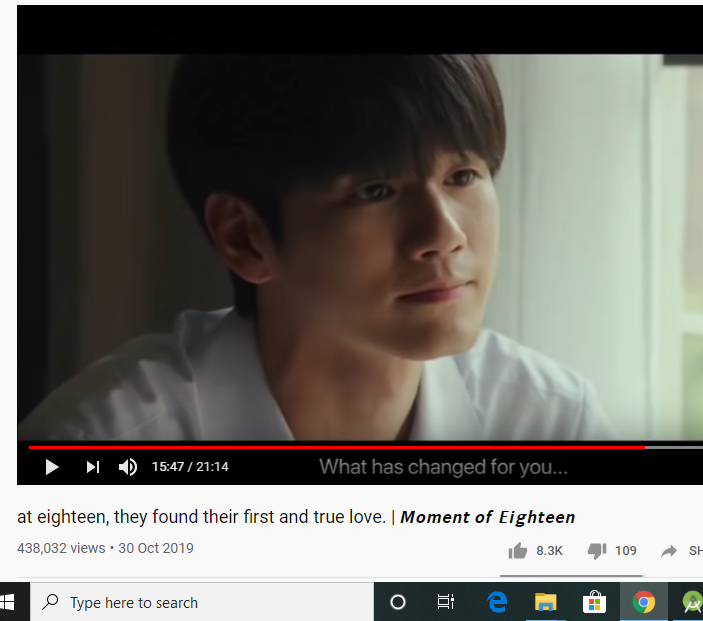 15:47 / 21:14
What has changed for you...
at eighteen, they found their first and true love. | Moment of Eighteen
438,032 views • 30 Oct 2019
8.3K
109
SH
Type here to search